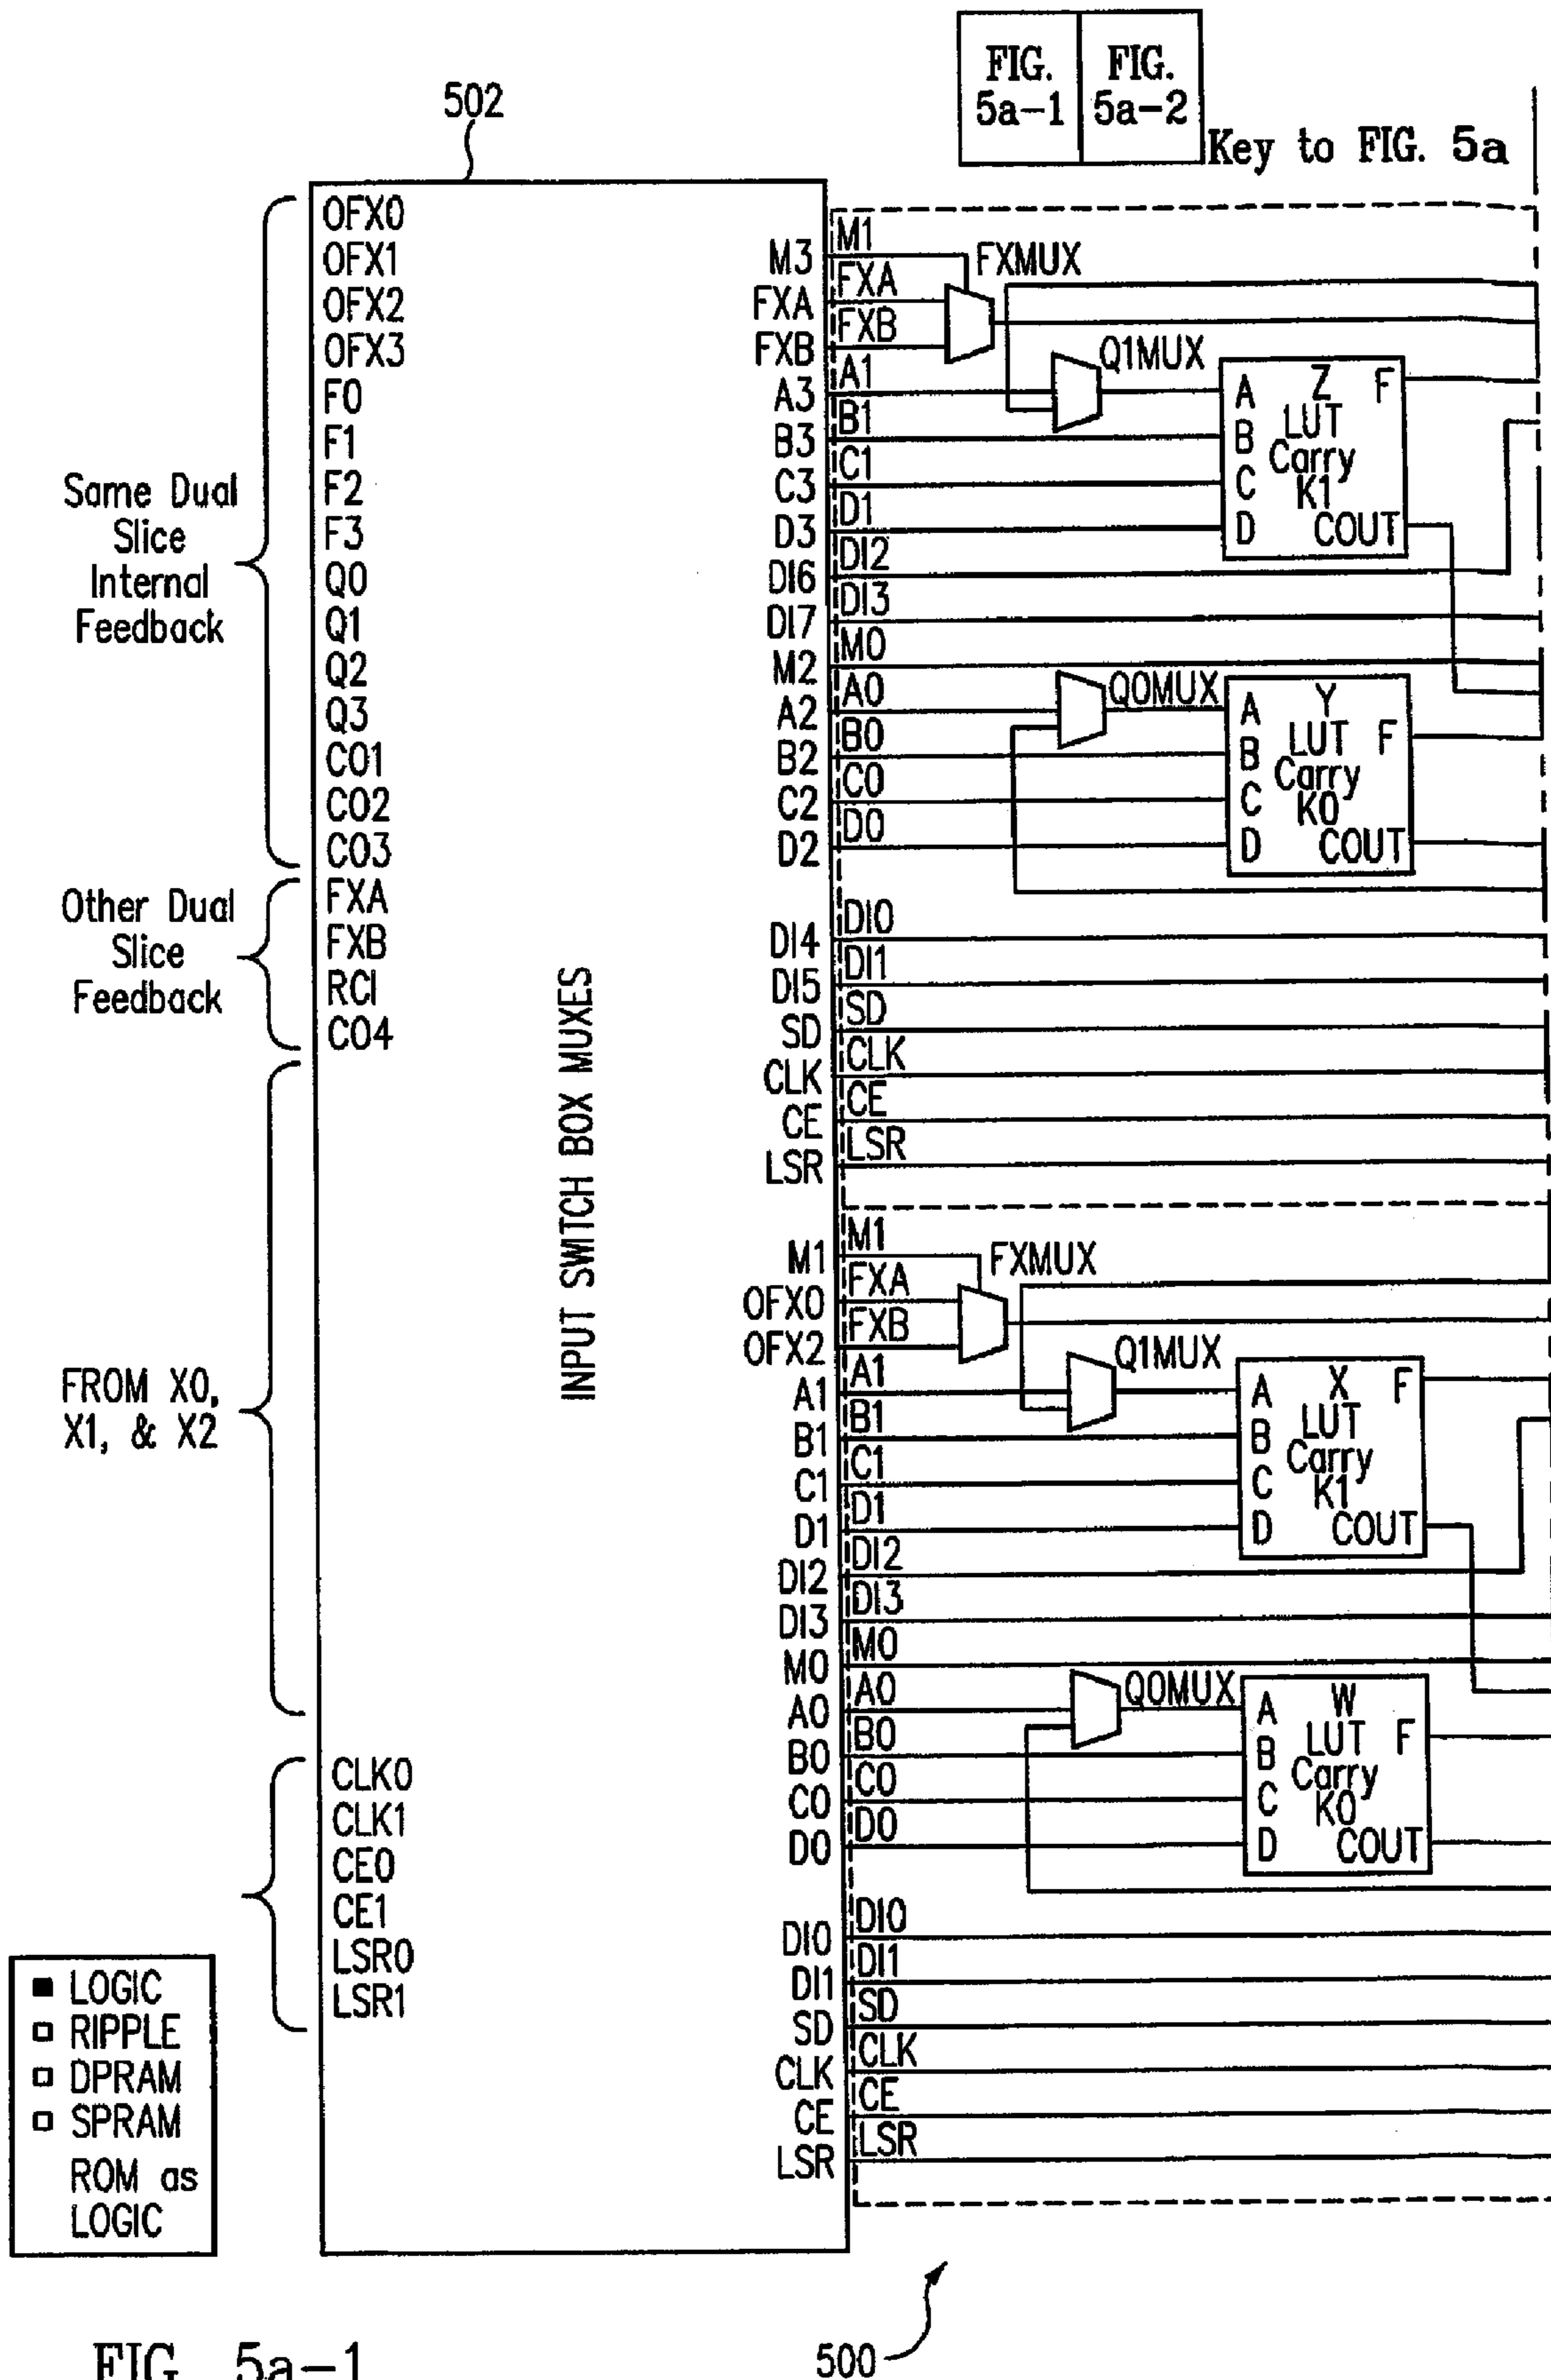 FIG.
5a-1
FIG.
5a-2
Key to FIG. 5a
502
OFX0
OFX1
OFX2
OFX3
F0
F1
F2
F3
Q0
Q1
Q2
Q3
CO1
CO2
CO3
FXA
FXB
RCI
CO4
CLK0
CLK1
CE0
CE1
LSR0
LSR1
Same Dual
Slice
Internal
Feedback
Other Dual
Slice
Feedback
FROM X0,
X1, & X2
INPUT SWITCH BOX MUXES
M3 M1
FXA FXA
FXB FXB
A3 A1
B3 B1
C3 C1
D3 D1
DI6 DI2
DI7 DI3
M2 M0
A2 A0
B2 B0
C2 C0
D2 D0
DI4 DI0
DI5 DI1
SD SD
CLK CLK
CE CE
LSR LSR
FXMUX
Q1MUX
A Z F
B LUT
Carry
C K1
D COUT
Q0MUX
A Y F
B LUT
Carry
C K0
D COUT
M1 M1
OFX0 FXA
OFX2 FXB
A1 A1
B1 B1
C1 C1
D1 D1
DI2 DI2
DI3 DI3
M0 M0
A0 A0
B0 B0
C0 C0
D0 D0
DI0 DI0
DI1 DI1
SD SD
CLK CLK
CE CE
LSR LSR
FXMUX
Q1MUX
A X F
B LUT
Carry
C K1
D COUT
Q0MUX
A W F
B LUT
Carry
C K0
D COUT
LOGIC
RIPPLE
DPRAM
SPRAM
ROM as
LOGIC
500
FIG. 5a-1